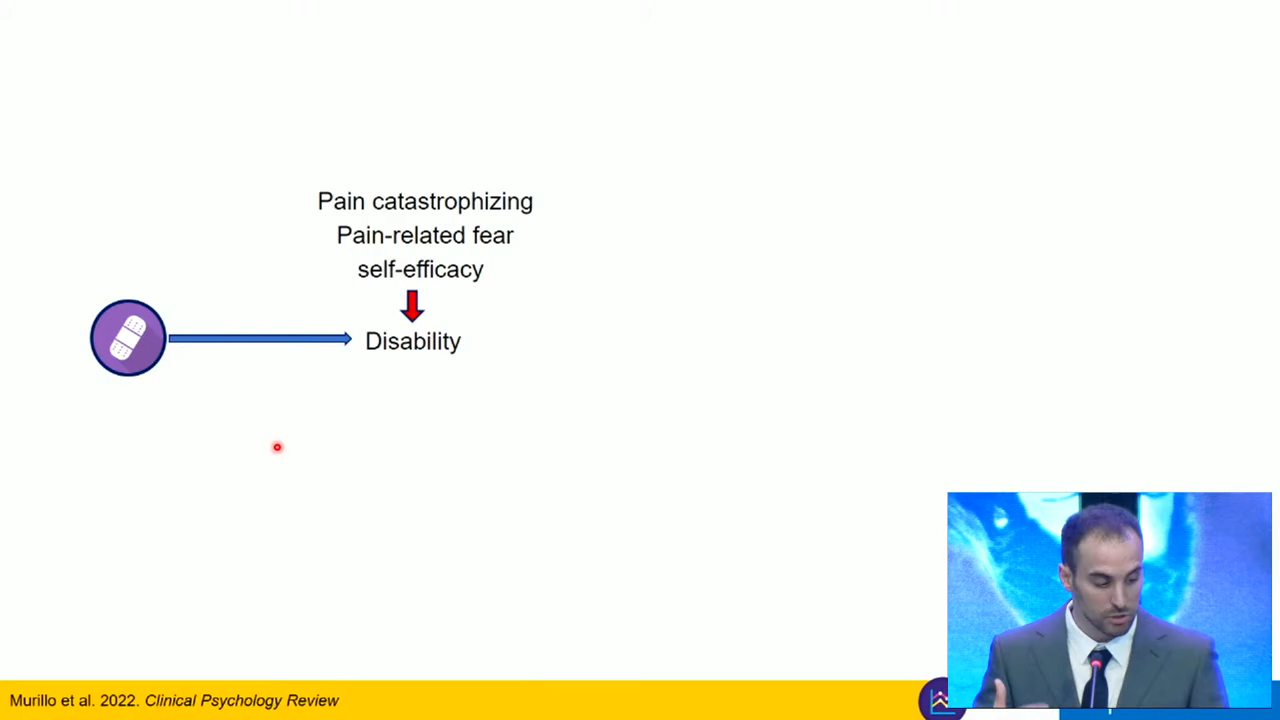 Pain catastrophizing
Pain-related fear
self-efficacy
Disability
Murillo et al. 2022. Clinical Psychology Review